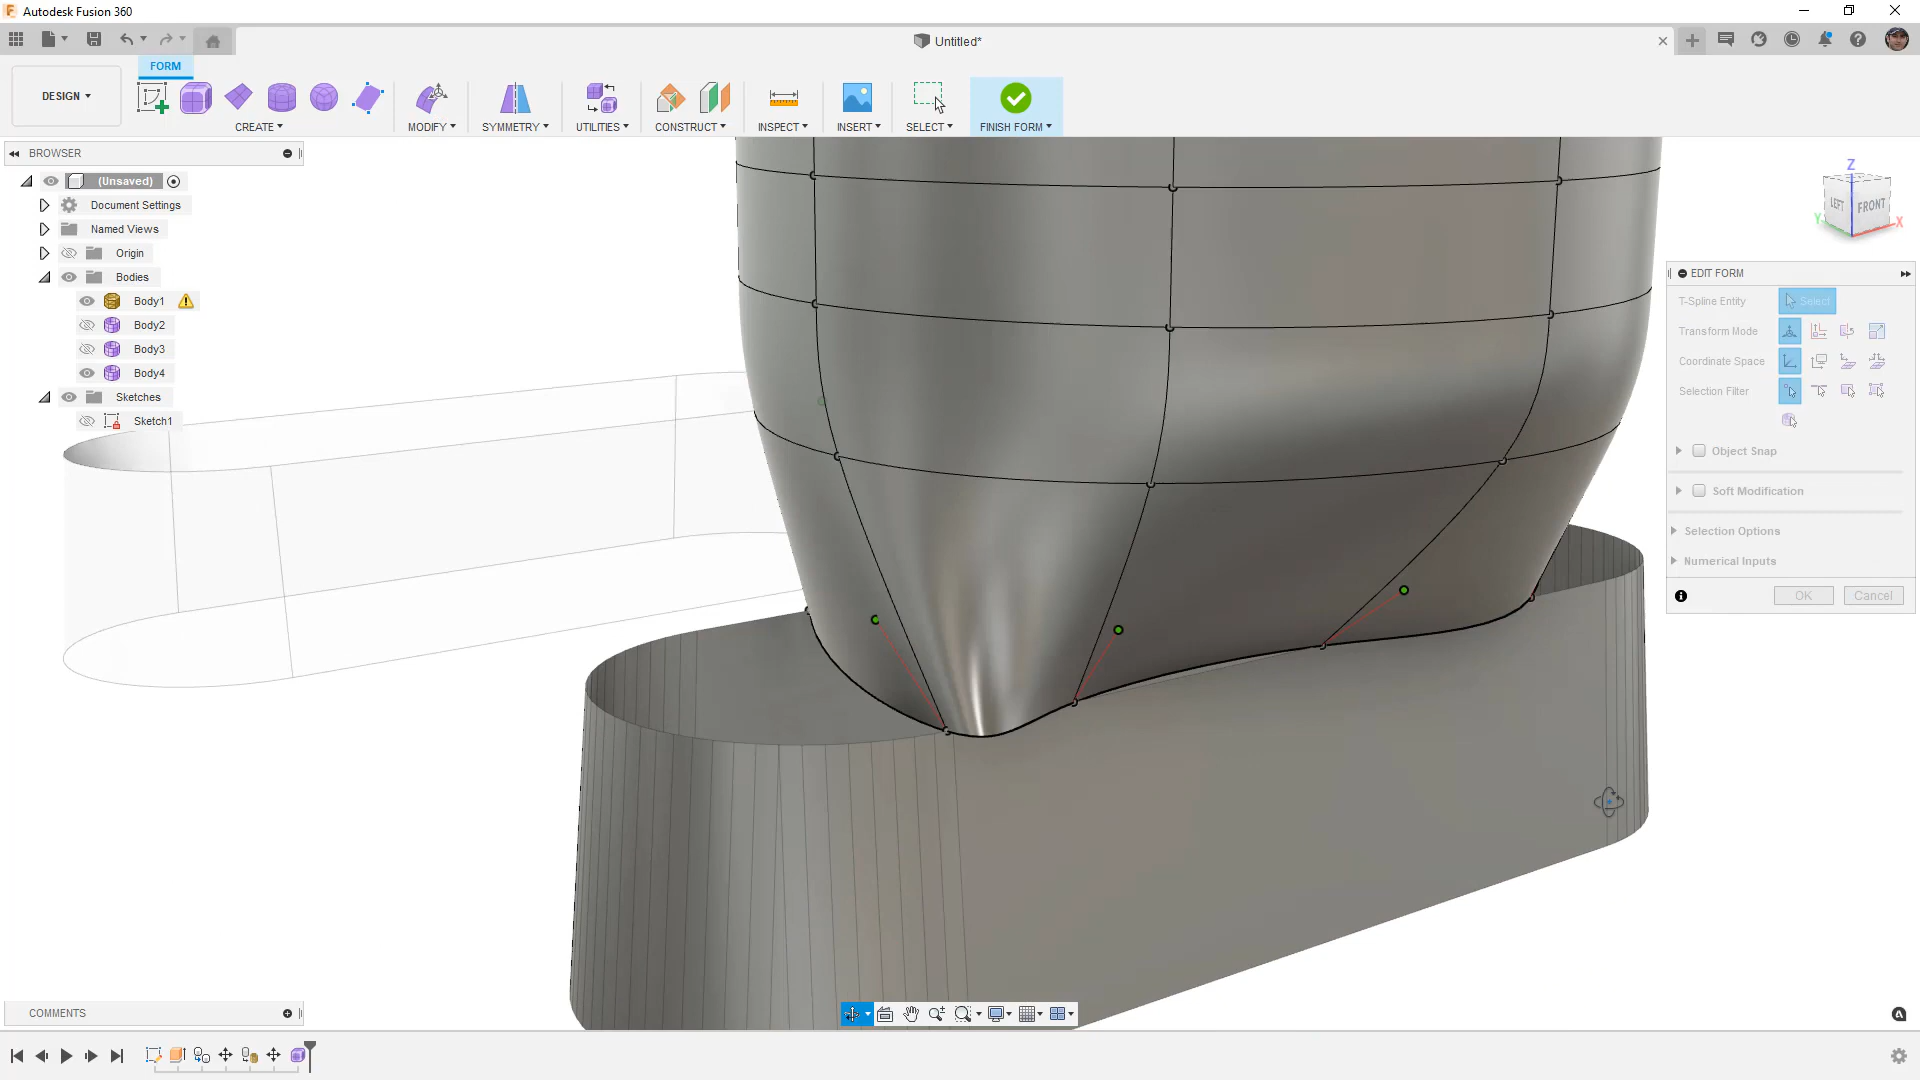 Autodesk Fusion 360
Untitled*
FORM
DESIGN
CREATE
MODIFY
SYMMETRY
UTILITIES
CONSTRUCT
INSPECT
INSERT
SELECT
FINISH FORM
BROWSER
(Unsaved)
Document Settings
Named Views
Origin
Bodies
Body1
Body2
Body3
Body4
Sketches
Sketch1
Z
LEFT
FRONT
Y
X
EDIT FORM
T-Spline Entity
Select
Transform Mode
Coordinate Space
Selection Filter
Object Snap
Soft Modification
Selection Options
Numerical Inputs
OK
Cancel
COMMENTS